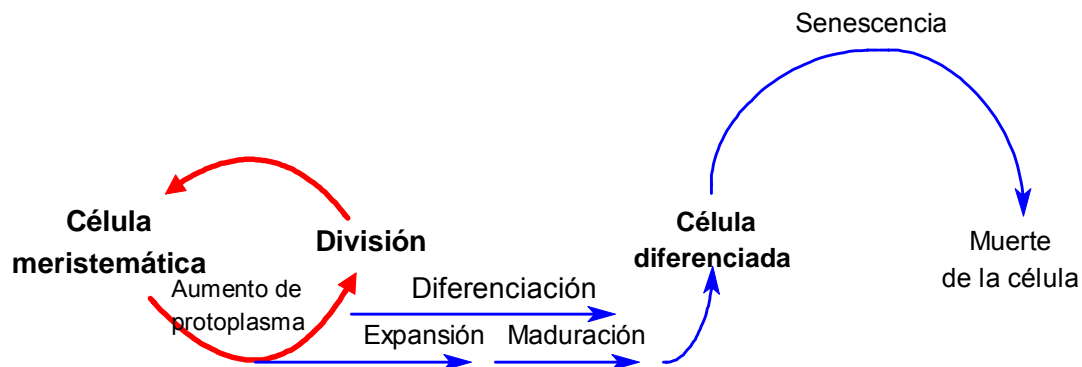 Senescencia
Célula
meristemática
División
Aumento de
protoplasma
Diferenciación
Expansión
Maduración
Célula
diferenciada
Muerte
de la célula